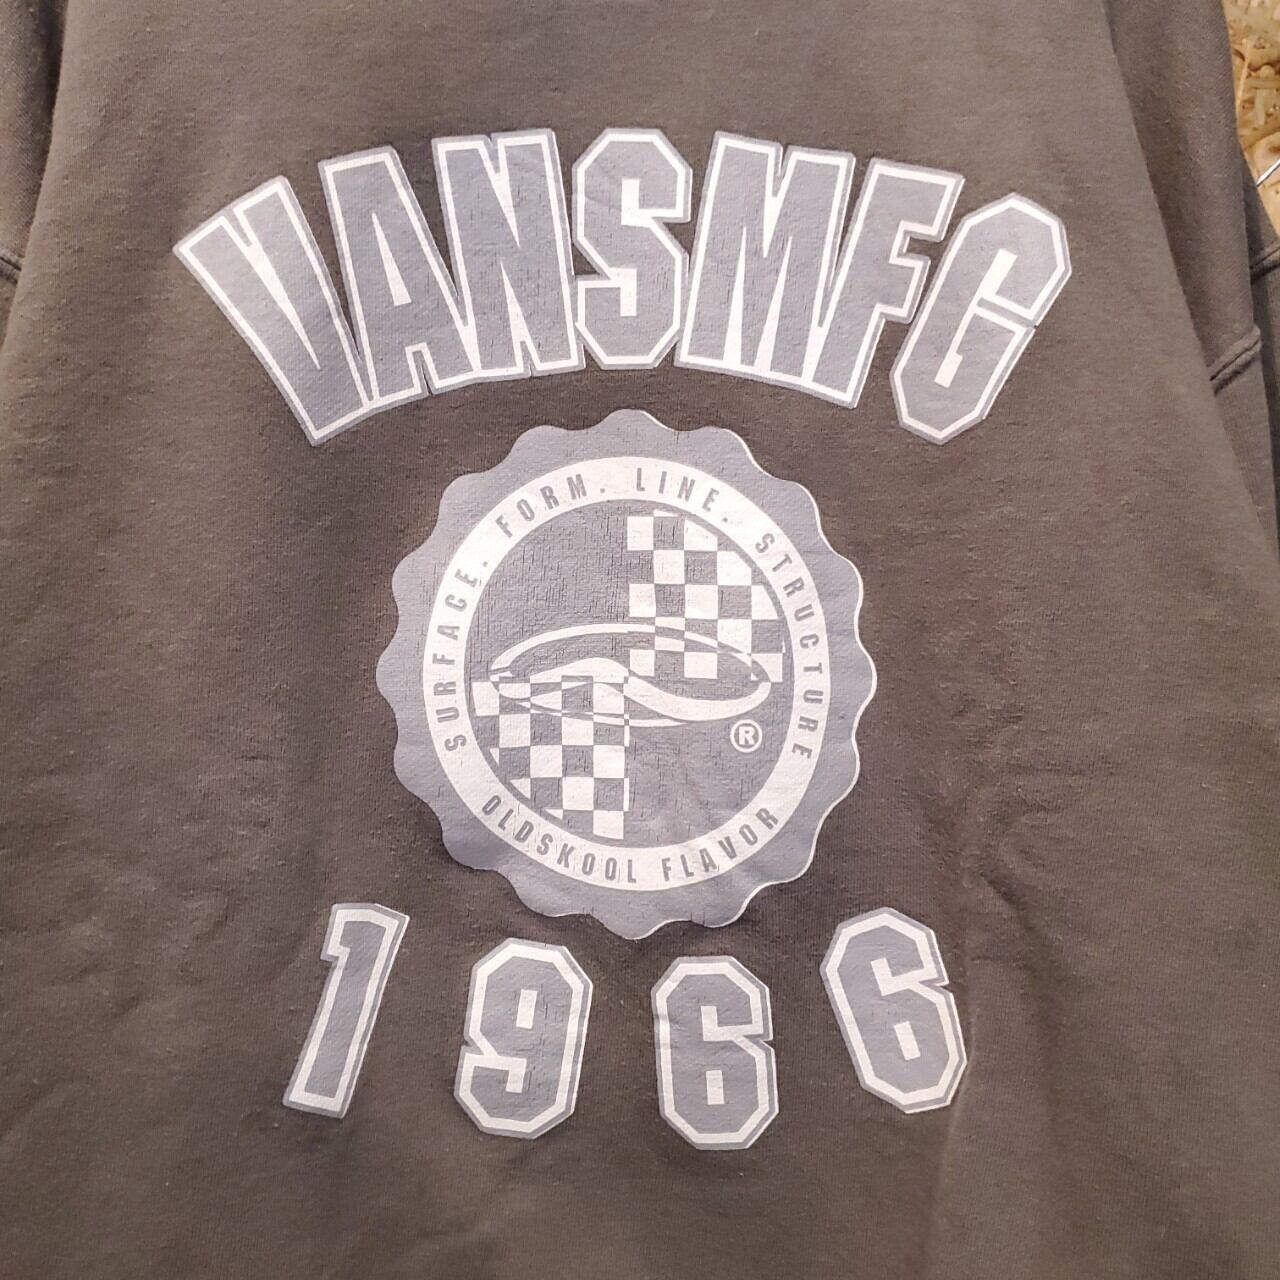 VANSMFG
SURFACE. FORM. LINE. STRUCTURE
®
OLDSKOOL FLAVOR
1966